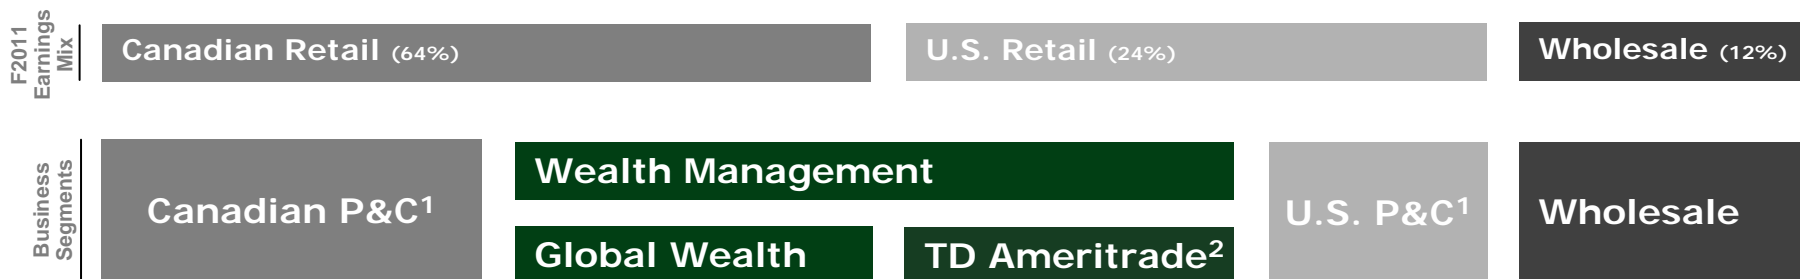 F2011
Earnings
Mix
Canadian Retail (64%)
U.S. Retail (24%)
Wholesale (12%)
Business
Segments
Canadian P&C1
Wealth Management
Global Wealth
TD Ameritrade2
U.S. P&C1
Wholesale